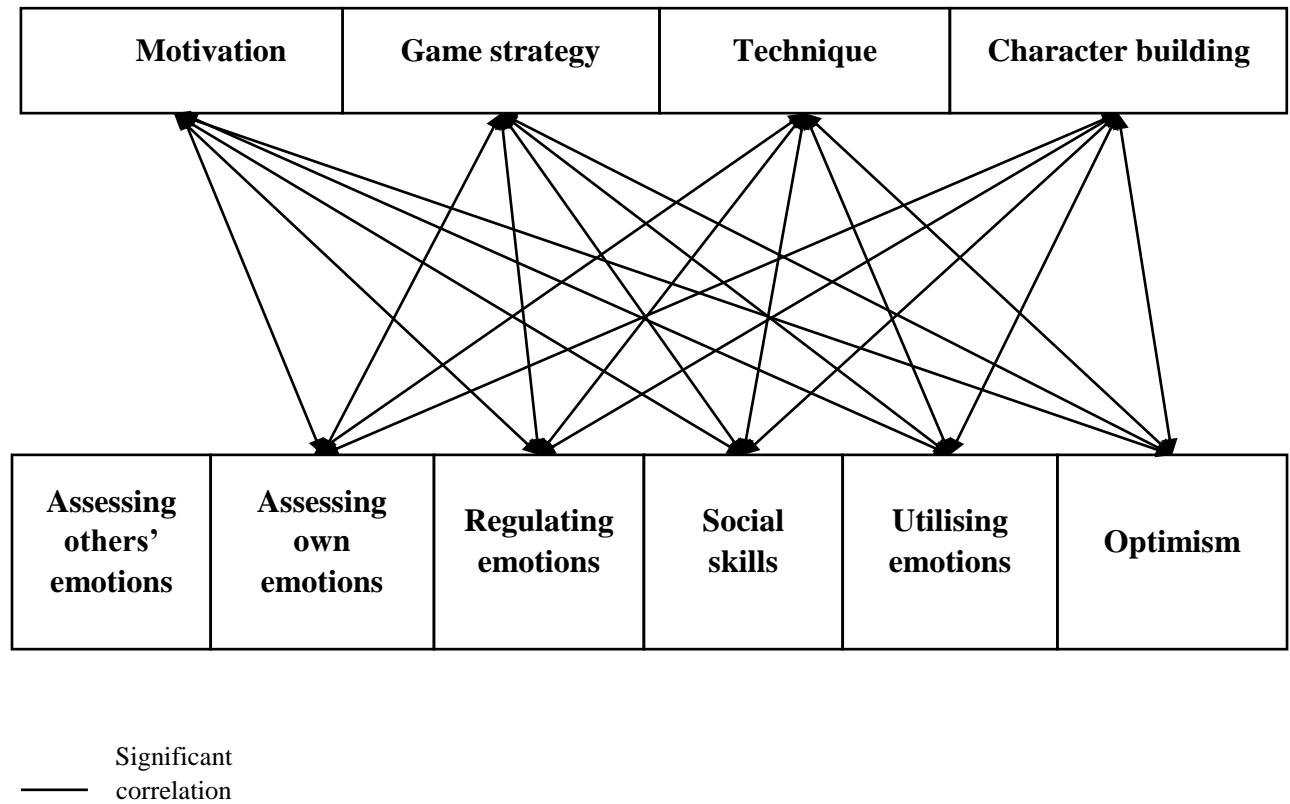 Motivation
Game strategy
Technique
Character building
Assessing
others’
emotions
Assessing
own
emotions
Regulating
emotions
Social
skills
Utilising
emotions
Optimism
Significant
correlation